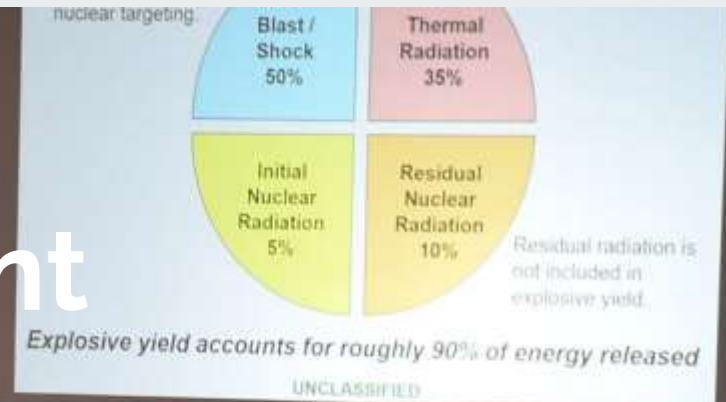 nuclear targeting.
Blast /
Shock
50%
Thermal
Radiation
35%
Initial
Nuclear
Radiation
5%
Residual
Nuclear
Radiation
10%
Residual radiation is
not included in
explosive yield.
nt
Explosive yield accounts for roughly 90% of energy released
UNCLASSIFIED